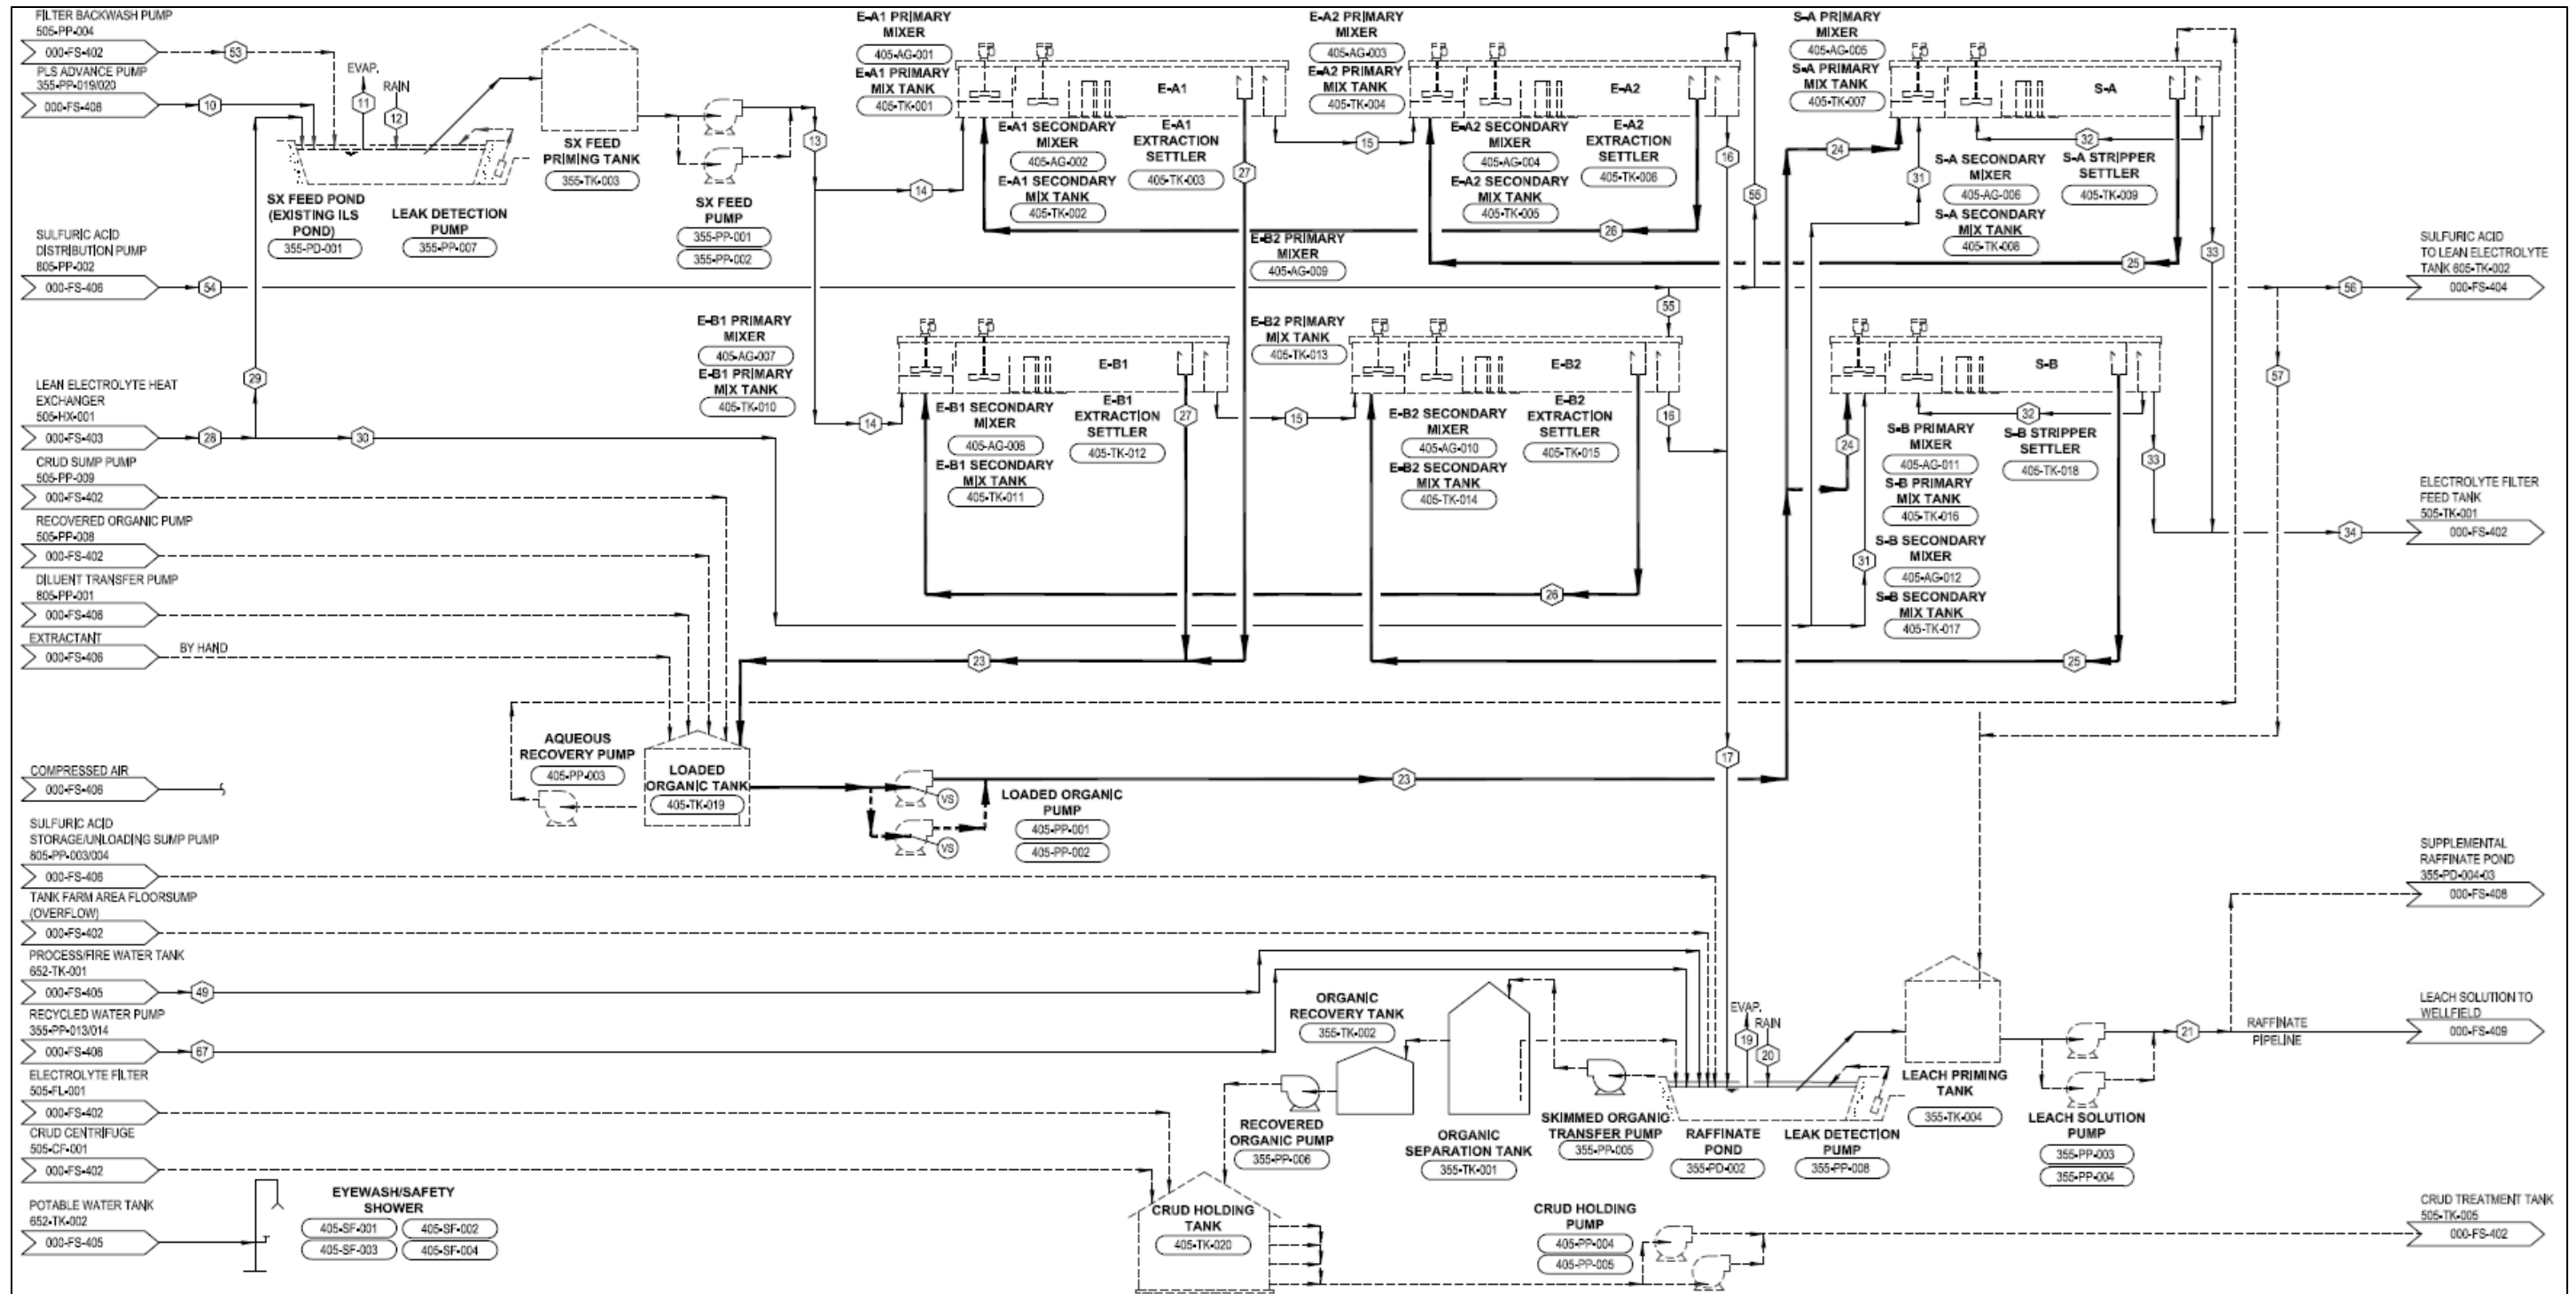 FILTER BACKWASH PUMP
505-PP-004
000-FS-402
53
PLS ADVANCE PUMP
355-PP-019/020
000-FS-408
10
EVAP.
11
RAIN
12
SX FEED POND
(EXISTING ILS
POND)
355-PD-001
LEAK DETECTION
PUMP
355-PP-007
SX FEED
PRIMING TANK
355-TK-003
SX FEED
PUMP
355-PP-001
355-PP-002
13
14
E-A1 PRIMARY
MIXER
405-AG-001
E-A1 PRIMARY
MIX TANK
405-TK-001
E-A1
E-A1 SECONDARY
MIXER
405-AG-002
E-A1 SECONDARY
MIX TANK
405-TK-002
E-A1
EXTRACTION
SETTLER
405-TK-003
27
15
E-A2 PRIMARY
MIXER
405-AG-003
E-A2 PRIMARY
MIX TANK
405-TK-004
E-A2
E-A2 SECONDARY
MIXER
405-AG-004
E-A2 SECONDARY
MIX TANK
405-TK-005
E-A2
EXTRACTION
SETTLER
405-TK-006
16
55
26
25
S-A PRIMARY
MIXER
405-AG-005
S-A PRIMARY
MIX TANK
405-TK-007
S-A
24
31
32
33
S-A SECONDARY
MIXER
405-AG-006
S-A SECONDARY
MIX TANK
405-TK-008
S-A STRIPPER
SETTLER
405-TK-009
SULFURIC ACID
DISTRIBUTION PUMP
805-PP-002
000-FS-406
54
SULFURIC ACID
TO LEAN ELECTROLYTE
TANK 605-TK-002
000-FS-404
56
57
LEAN ELECTROLYTE HEAT
EXCHANGER
505-HX-001
000-FS-403
28
29
30
E-B1 PRIMARY
MIXER
405-AG-007
E-B1 PRIMARY
MIX TANK
405-TK-010
14
E-B1
E-B1 SECONDARY
MIXER
405-AG-008
E-B1 SECONDARY
MIX TANK
405-TK-011
E-B1
EXTRACTION
SETTLER
405-TK-012
27
15
E-B2 PRIMARY
MIXER
405-AG-009
E-B2 PRIMARY
MIX TANK
405-TK-013
55
E-B2
E-B2 SECONDARY
MIXER
405-AG-010
E-B2 SECONDARY
MIX TANK
405-TK-014
E-B2
EXTRACTION
SETTLER
405-TK-015
16
26
S-B
24
31
32
33
S-B PRIMARY
MIXER
405-AG-011
S-B PRIMARY
MIX TANK
405-TK-016
S-B SECONDARY
MIXER
405-AG-012
S-B SECONDARY
MIX TANK
405-TK-017
S-B STRIPPER
SETTLER
405-TK-018
25
ELECTROLYTE FILTER
FEED TANK
505-TK-001
000-FS-402
34
CRUD SUMP PUMP
505-PP-009
000-FS-402
RECOVERED ORGANIC PUMP
505-PP-008
000-FS-402
DILUENT TRANSFER PUMP
805-PP-001
000-FS-406
EXTRACTANT
000-FS-406
BY HAND
23
AQUEOUS
RECOVERY PUMP
405-PP-003
LOADED
ORGANIC TANK
405-TK-019
VS
VS
LOADED ORGANIC
PUMP
405-PP-001
405-PP-002
23
17
COMPRESSED AIR
000-FS-406
SULFURIC ACID
STORAGE/UNLOADING SUMP PUMP
805-PP-003/004
000-FS-406
TANK FARM AREA FLOORSUMP
(OVERFLOW)
000-FS-402
PROCESS/FIRE WATER TANK
652-TK-001
000-FS-405
49
RECYCLED WATER PUMP
355-PP-013/014
000-FS-408
67
ELECTROLYTE FILTER
505-FL-001
000-FS-402
CRUD CENTRIFUGE
505-CF-001
000-FS-402
POTABLE WATER TANK
652-TK-002
000-FS-405
EYEWASH/SAFETY
SHOWER
405-SF-001
405-SF-002
405-SF-003
405-SF-004
ORGANIC
RECOVERY TANK
355-TK-002
RECOVERED
ORGANIC PUMP
355-PP-006
ORGANIC
SEPARATION TANK
355-TK-001
SKIMMED ORGANIC
TRANSFER PUMP
355-PP-005
EVAP.
19
RAIN
20
RAFFINATE
POND
355-PD-002
LEAK DETECTION
PUMP
355-PP-008
LEACH PRIMING
TANK
355-TK-004
LEACH SOLUTION
PUMP
355-PP-003
355-PP-004
21
RAFFINATE
PIPELINE
SUPPLEMENTAL
RAFFINATE POND
355-PD-004-03
000-FS-408
LEACH SOLUTION TO
WELLFIELD
000-FS-409
CRUD HOLDING
TANK
405-TK-020
CRUD HOLDING
PUMP
405-PP-004
405-PP-005
CRUD TREATMENT TANK
505-TK-005
000-FS-402